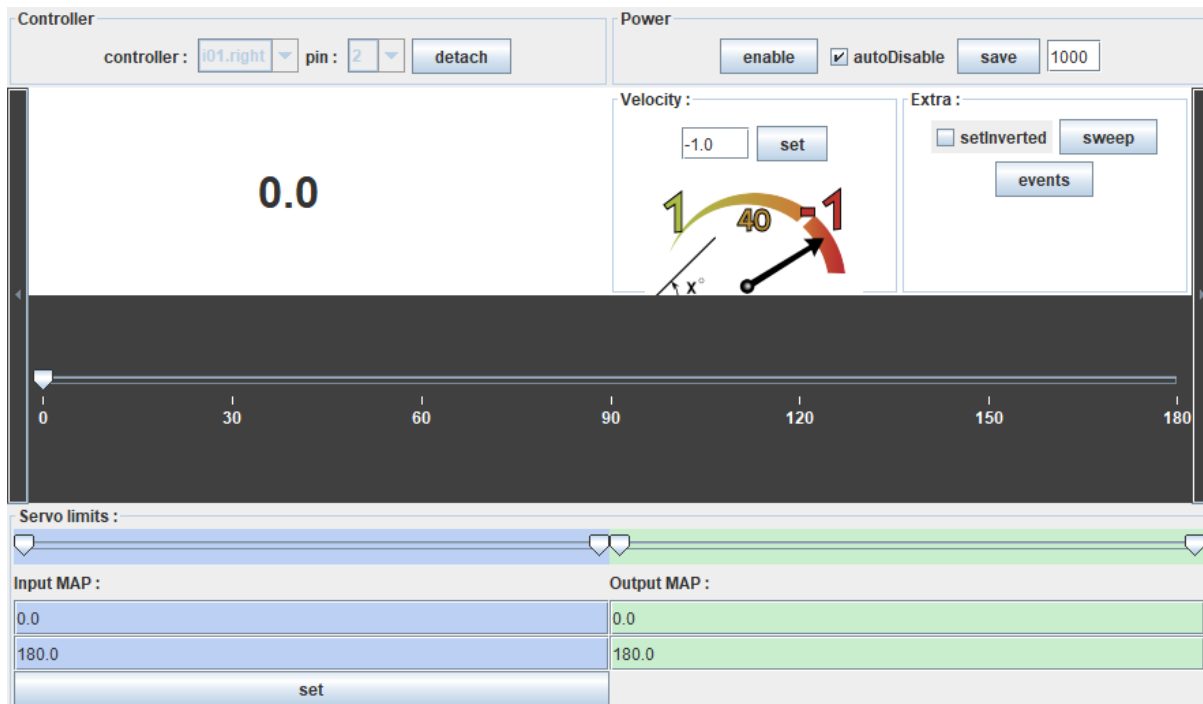 Controller
controller :
i01.right
pin :
2
detach
Power
enable
autoDisable
save
1000
0.0
Velocity :
-1.0
set
1
40
-1
x°
Extra :
setInverted
sweep
events
0
30
60
90
120
150
180
Servo limits :
Input MAP :
Output MAP :
0.0
0.0
180.0
180.0
set